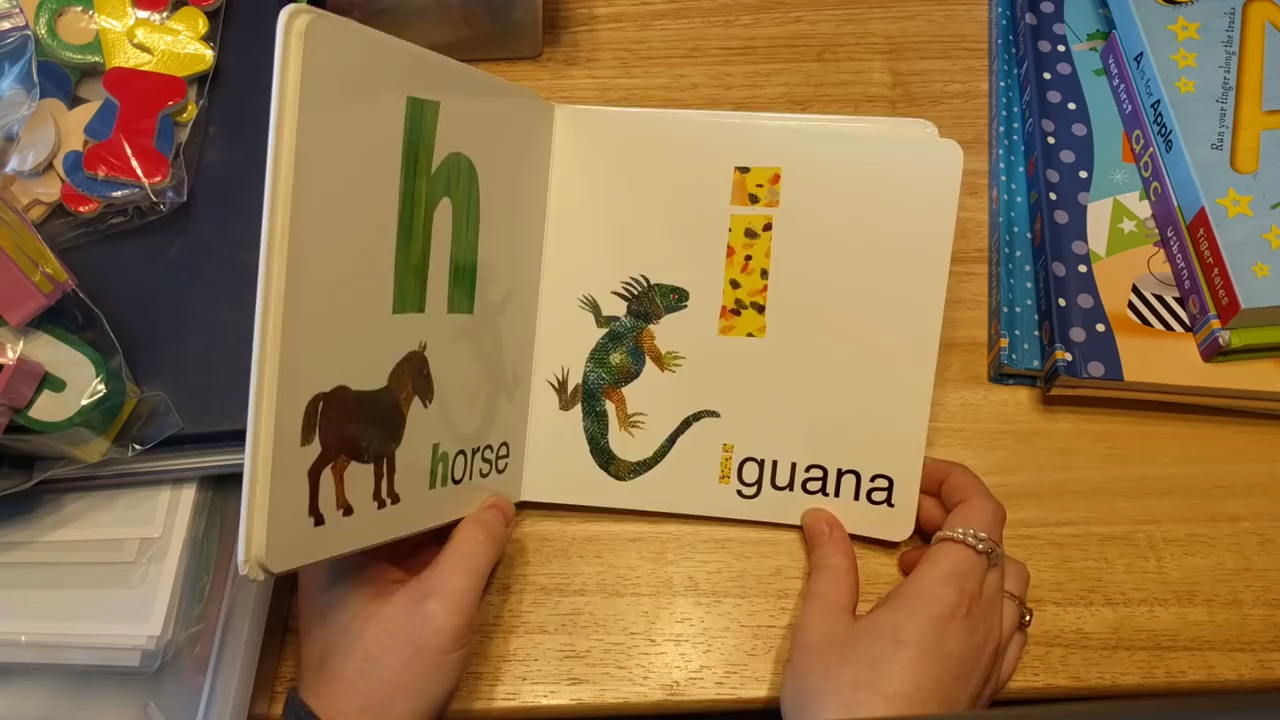 h
horse
i
iguana
A is for Apple
very first abc
usborne
tiger tales
Run your finger along the tracks